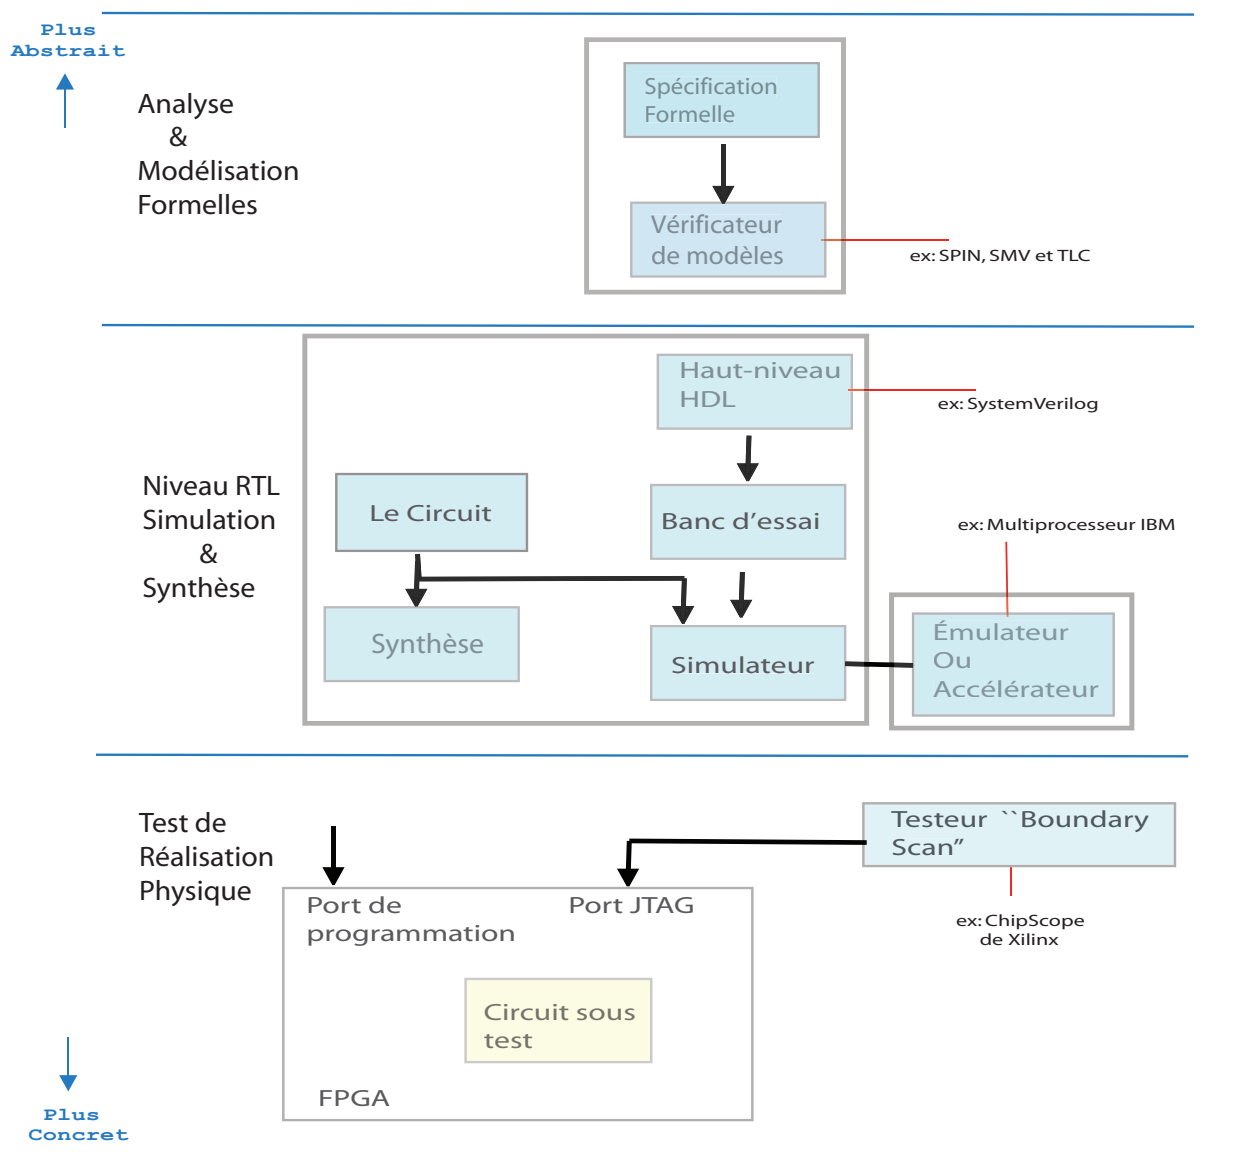 Plus
Abstrait
Analyse
&
Modélisation
Formelles
Spécification
Formelle
Vérificateur
de modèles
ex: SPIN, SMV et TLC
Haut-niveau
HDL
ex: SystemVerilog
Niveau RTL
Simulation
&
Synthèse
Le Circuit
Banc d'essai
ex: Multiprocesseur IBM
Synthèse
Simulateur
Émulateur
Ou
Accélérateur
Test de
Réalisation
Physique
Testeur ``Boundary
Scan”
ex: ChipScope
de Xilinx
Port de
programmation
Port JTAG
Circuit sous
test
FPGA
Plus
Concret